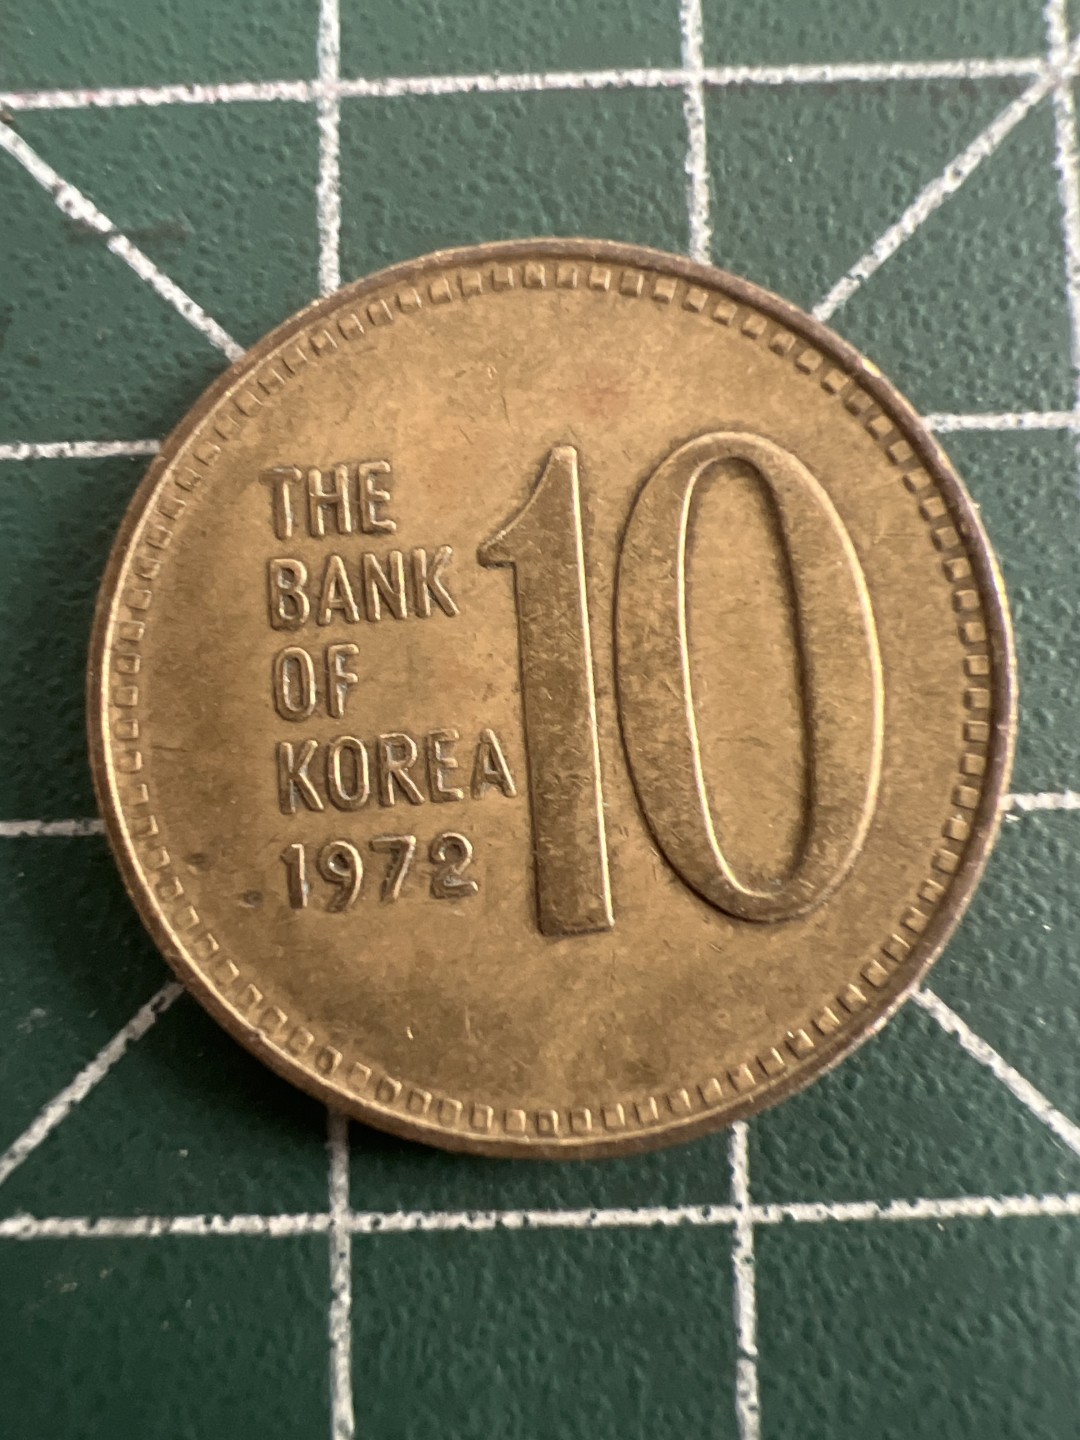 THE
BANK
OF
KOREA
1972
10